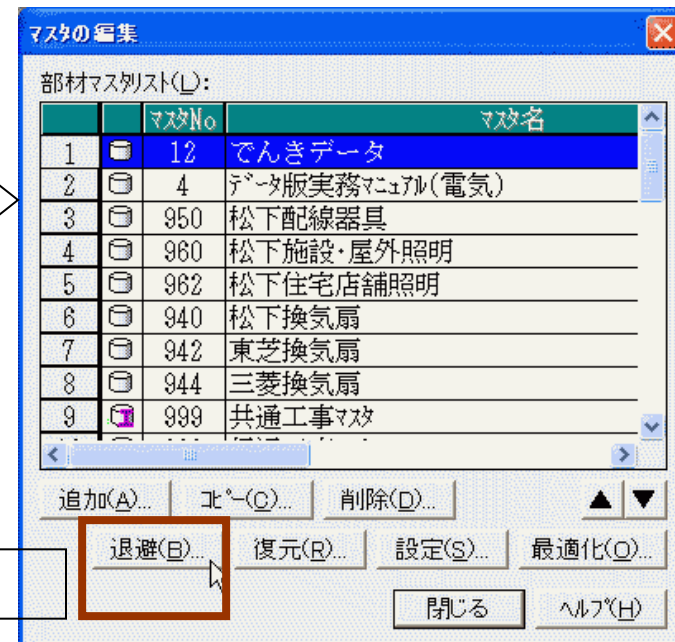 ﾏｽﾀの編集
部材ﾏｽﾀﾘｽﾄ(L):
ﾏｽﾀNo ﾏｽﾀ名
1 12 でんきデータ
2 4 ﾃﾞｰﾀ版実務ﾏﾆｭｱﾙ(電気)
3 950 松下配線器具
4 960 松下施設・屋外照明
5 962 松下住宅店舗照明
6 940 松下換気扇
7 942 東芝換気扇
8 944 三菱換気扇
9 999 共通工事ﾏｽﾀ
追加(A)... ｺﾋﾟｰ(C)... 削除(D)... ▲ ▼
退避(B)... 復元(R)... 設定(S)... 最適化(O)...
閉じる ﾍﾙﾌﾟ(H)